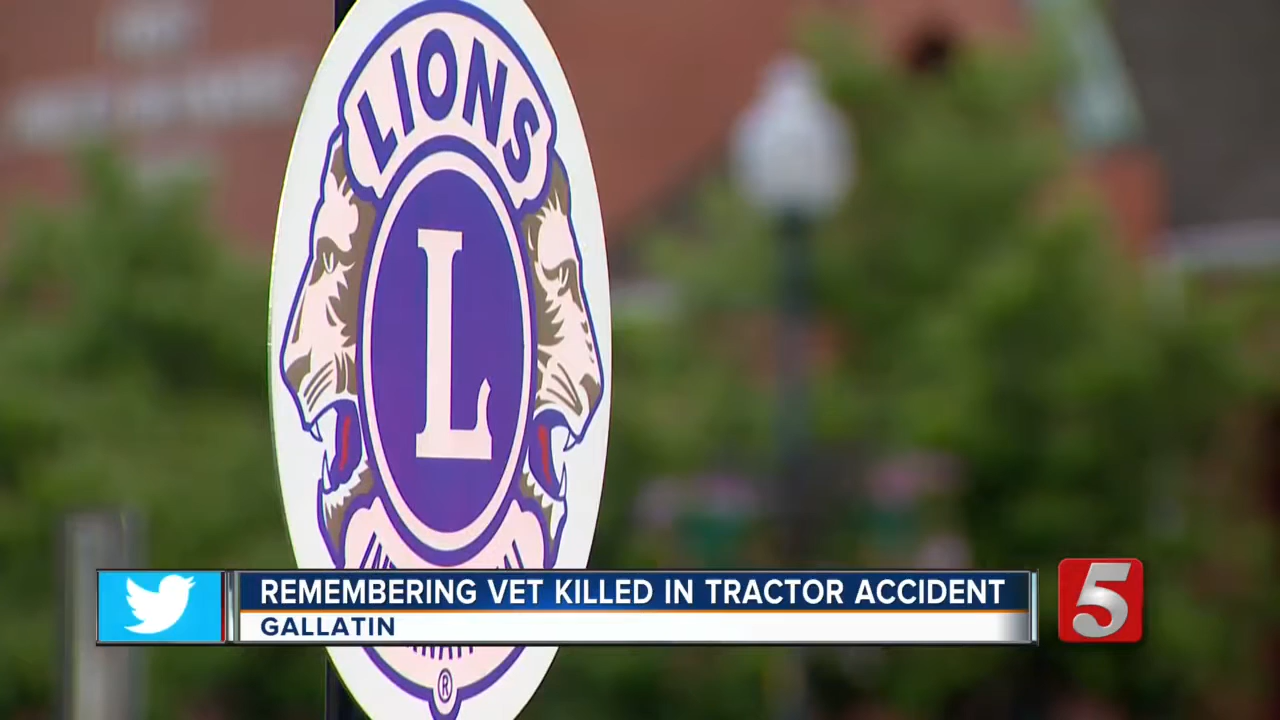 LIONS
L
®
REMEMBERING VET KILLED IN TRACTOR ACCIDENT
GALLATIN
5